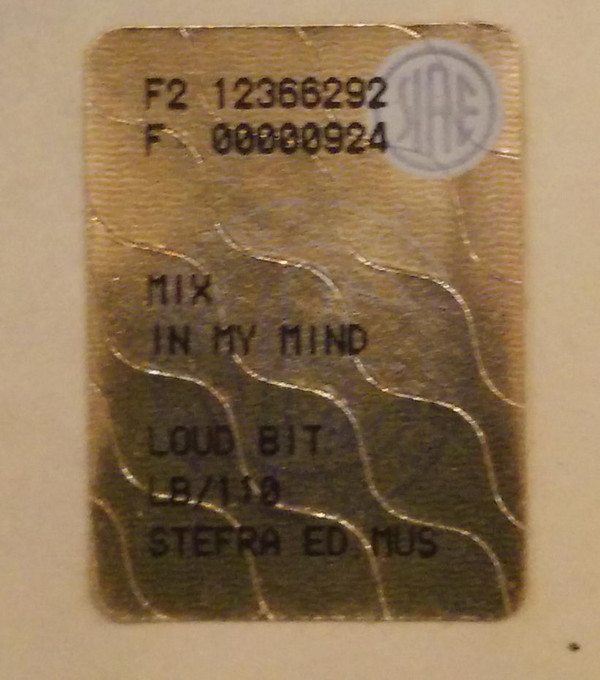 F2 12366292
F 00000924
MIX
IN MY MIND
LOUD BIT
LB/110
STEFRA ED MUS